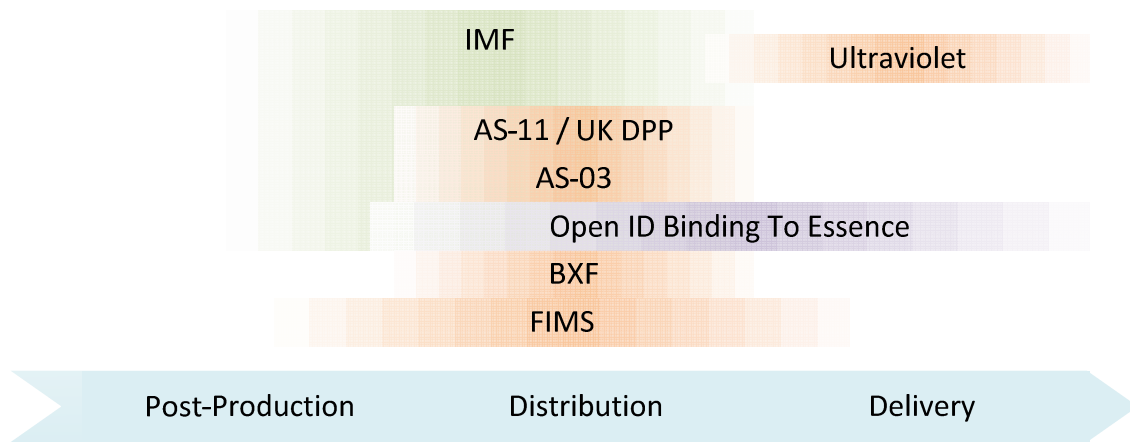 IMF
Ultraviolet
AS-11 / UK DPP
AS-03
Open ID Binding To Essence
BXF
FIMS
Post-Production Distribution Delivery